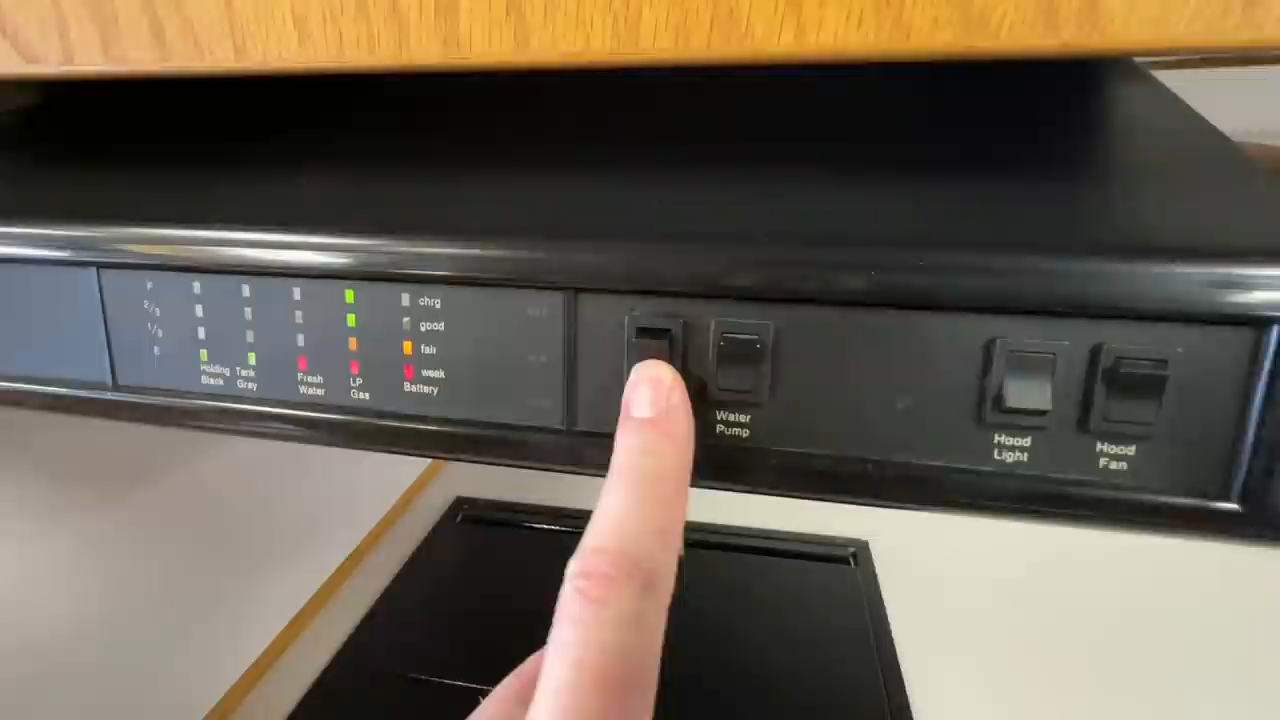 F
2/3
1/3
E
chrg
good
fair
weak
Holding Tank
Black Gray
Fresh
Water
LP
Gas
Battery
Water
Pump
Hood
Light
Hood
Fan